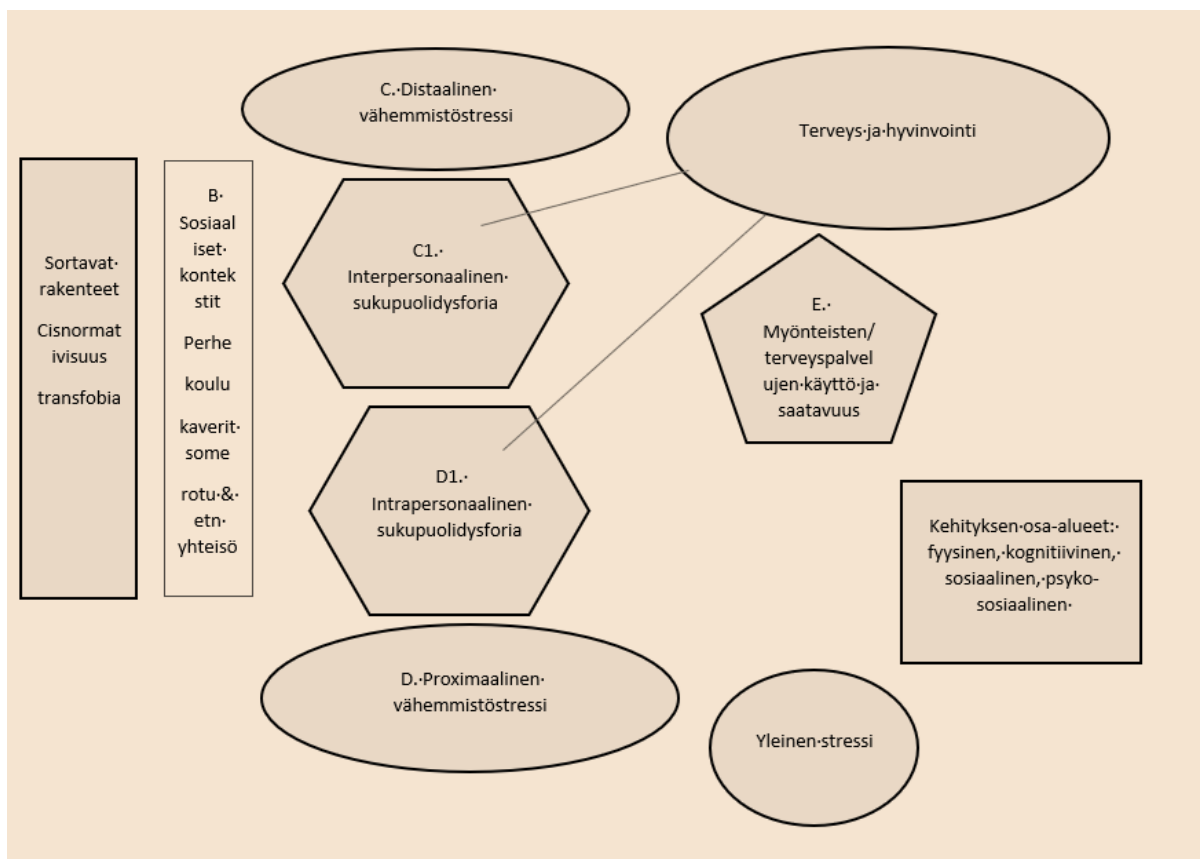 C.·Distaalinen·
vähemmistöstressi
Terveys·ja·hyvinvointi
Sortavat·
rakenteet
Cisnormat
ivisuus
transfobia
B·
Sosiaal
iset·
kontek
stit
Perhe
koulu
kaverit·
some
rotu·&·
etn·
yhteisö
C1.·
Interpersonaalinen·
sukupuolidysforia
E.·
Myönteisten/
terveyspalvel
ujen·käyttö·ja·
saatavuus
D1.·
Intrapersonaalinen·
sukupuolidysforia
Kehityksen·osa-alueet:·
fyysinen,·kognitiivinen,·
sosiaalinen,·psyko-
sosiaalinen·
D.·Proximaalinen·
vähemmistöstressi
Yleinen·stressi